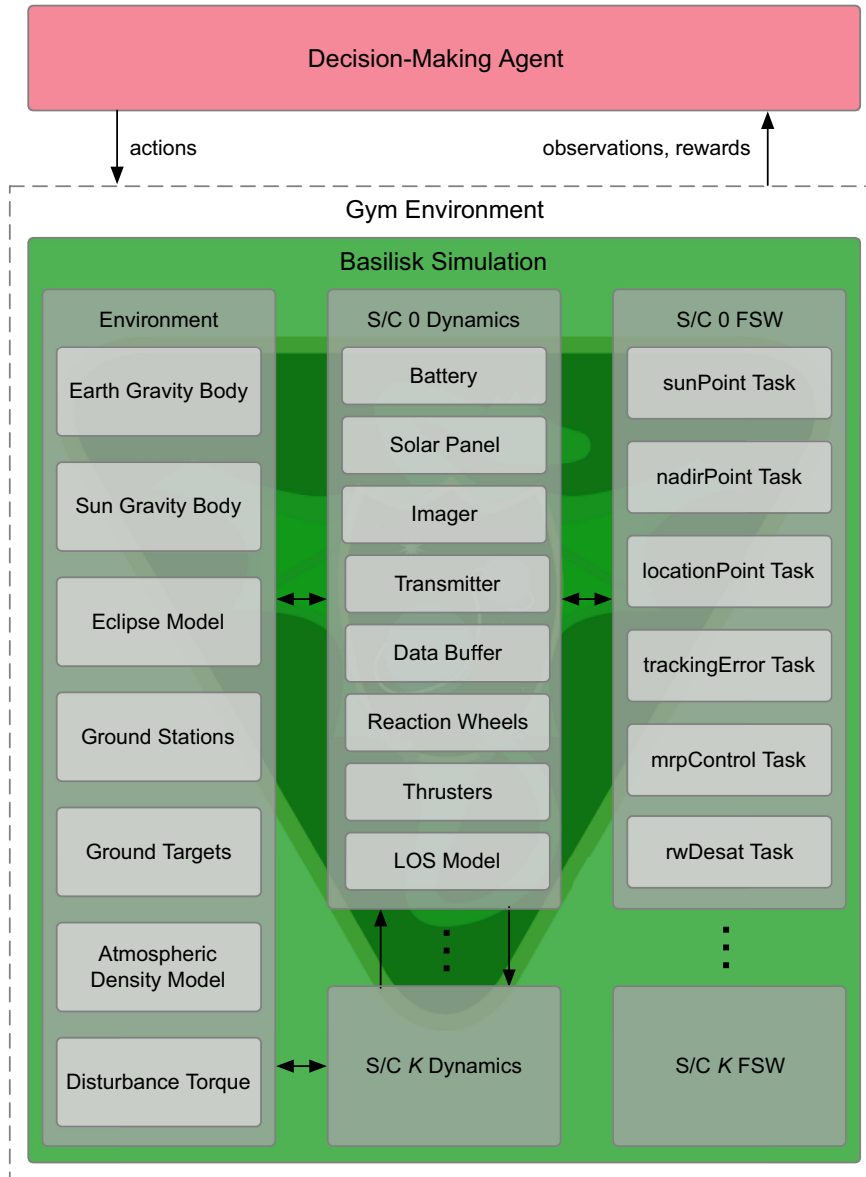 Decision-Making Agent
actions
observations, rewards
Gym Environment
Basilisk Simulation
Environment
Earth Gravity Body
Sun Gravity Body
Eclipse Model
Ground Stations
Ground Targets
Atmospheric
Density Model
Disturbance Torque
S/C 0 Dynamics
Battery
Solar Panel
Imager
Transmitter
Data Buffer
Reaction Wheels
Thrusters
LOS Model
S/C K Dynamics
S/C 0 FSW
sunPoint Task
nadirPoint Task
locationPoint Task
trackingError Task
mrpControl Task
rwDesat Task
S/C K FSW